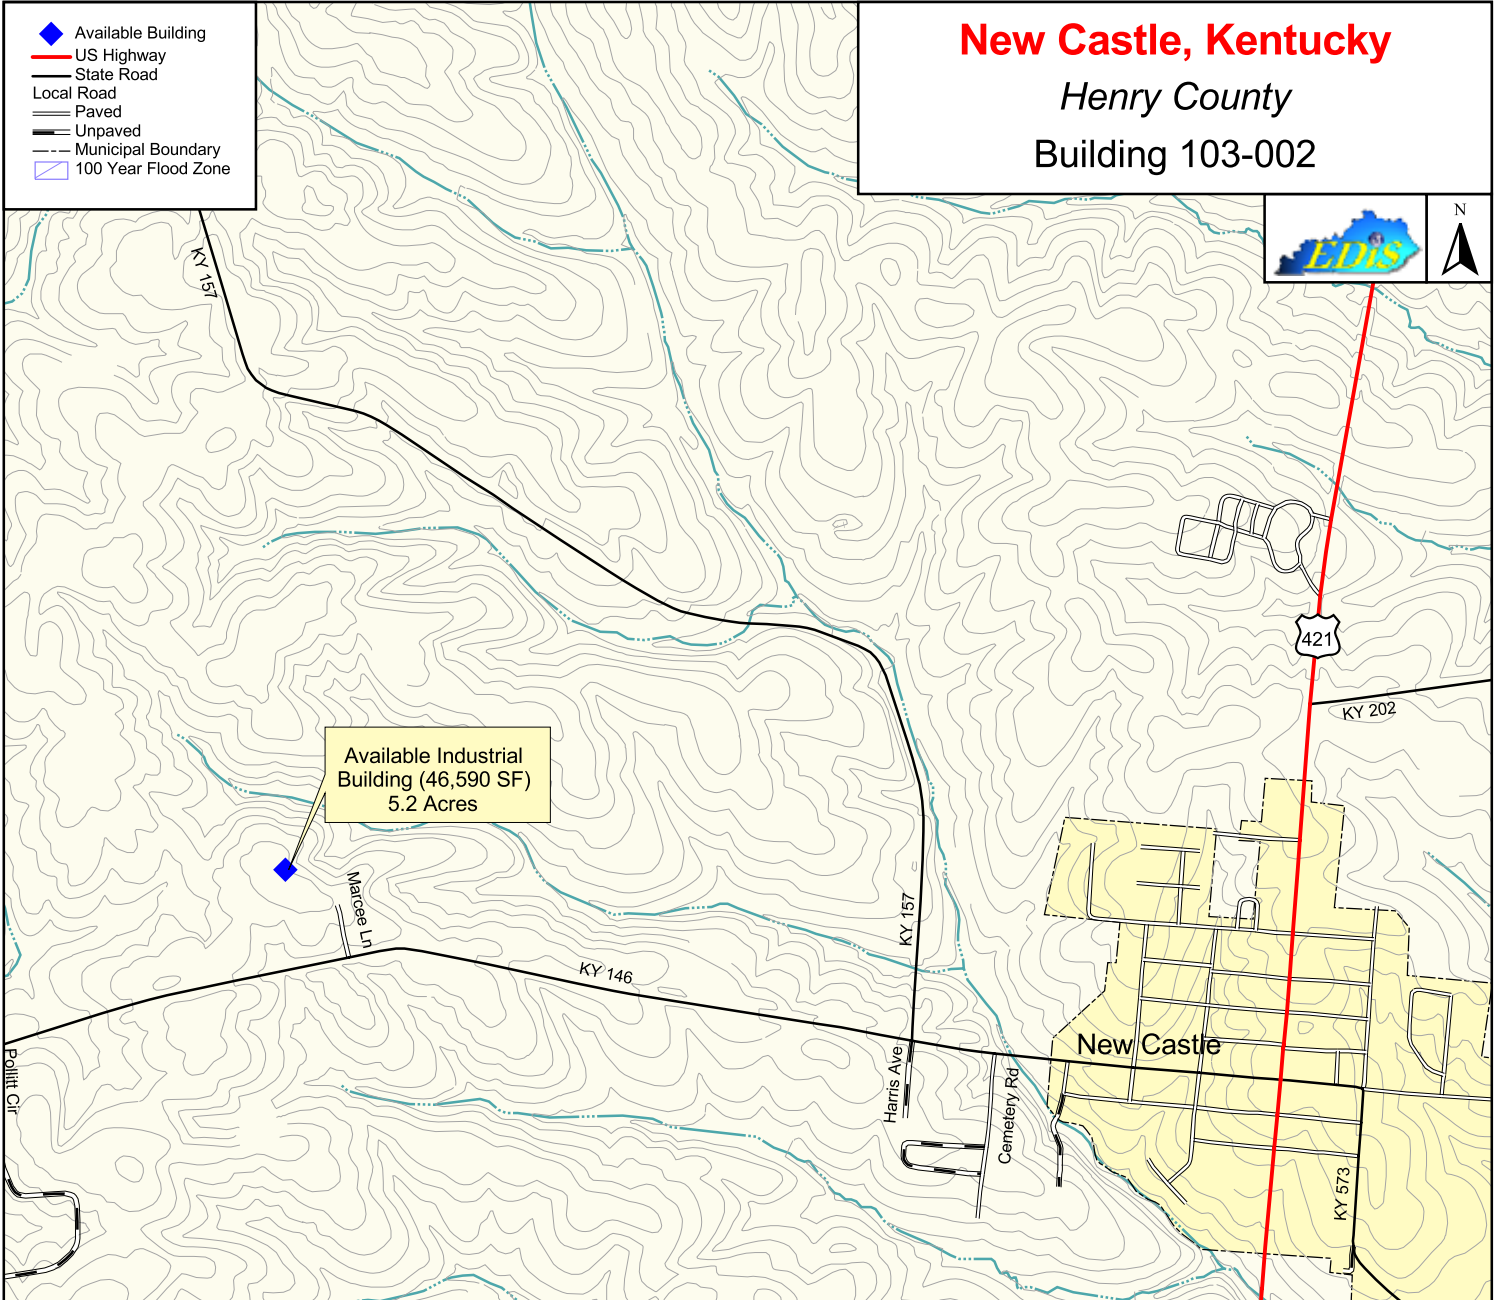 Available Building
US Highway
State Road
Local Road
Paved
Unpaved
Municipal Boundary
100 Year Flood Zone
New Castle, Kentucky
Henry County
Building 103-002
EDiS
N
KY 157
421
KY 202
Available Industrial
Building (46,590 SF)
5.2 Acres
Marcee Ln
KY 157
KY 146
New Castle
Harris Ave
Cemetery Rd
Pollitt Cir
KY 573